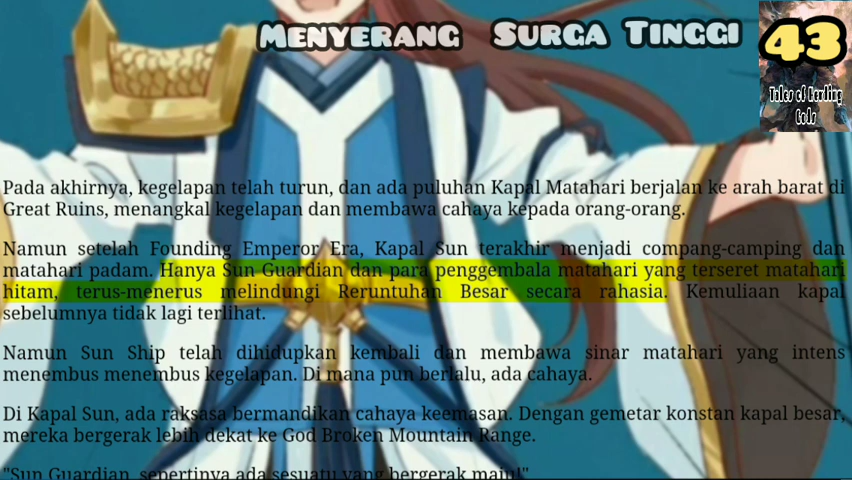 MENYERANG SURGA TINGGI
43
Tales of Herding
Gods
Pada akhirnya, kegelapan telah turun, dan ada puluhan Kapal Matahari berjalan ke arah barat di
Great Ruins, menangkal kegelapan dan membawa cahaya kepada orang-orang.
Namun setelah Founding Emperor Era, Kapal Sun terakhir menjadi compang-camping dan
matahari padam. Hanya Sun Guardian dan para penggembala matahari yang terseret matahari
hitam, terus-menerus melindungi Reruntuhan Besar secara rahasia. Kemuliaan kapal
sebelumnya tidak lagi terlihat.
Namun Sun Ship telah dihidupkan kembali dan membawa sinar matahari yang intens
menembus menembus kegelapan. Di mana pun berlalu, ada cahaya.
Di Kapal Sun, ada raksasa bermandikan cahaya keemasan. Dengan gemetar konstan kapal besar,
mereka bergerak lebih dekat ke God Broken Mountain Range.
"Sun Guardian, sepertinya ada sesuatu yang bergerak maju!"